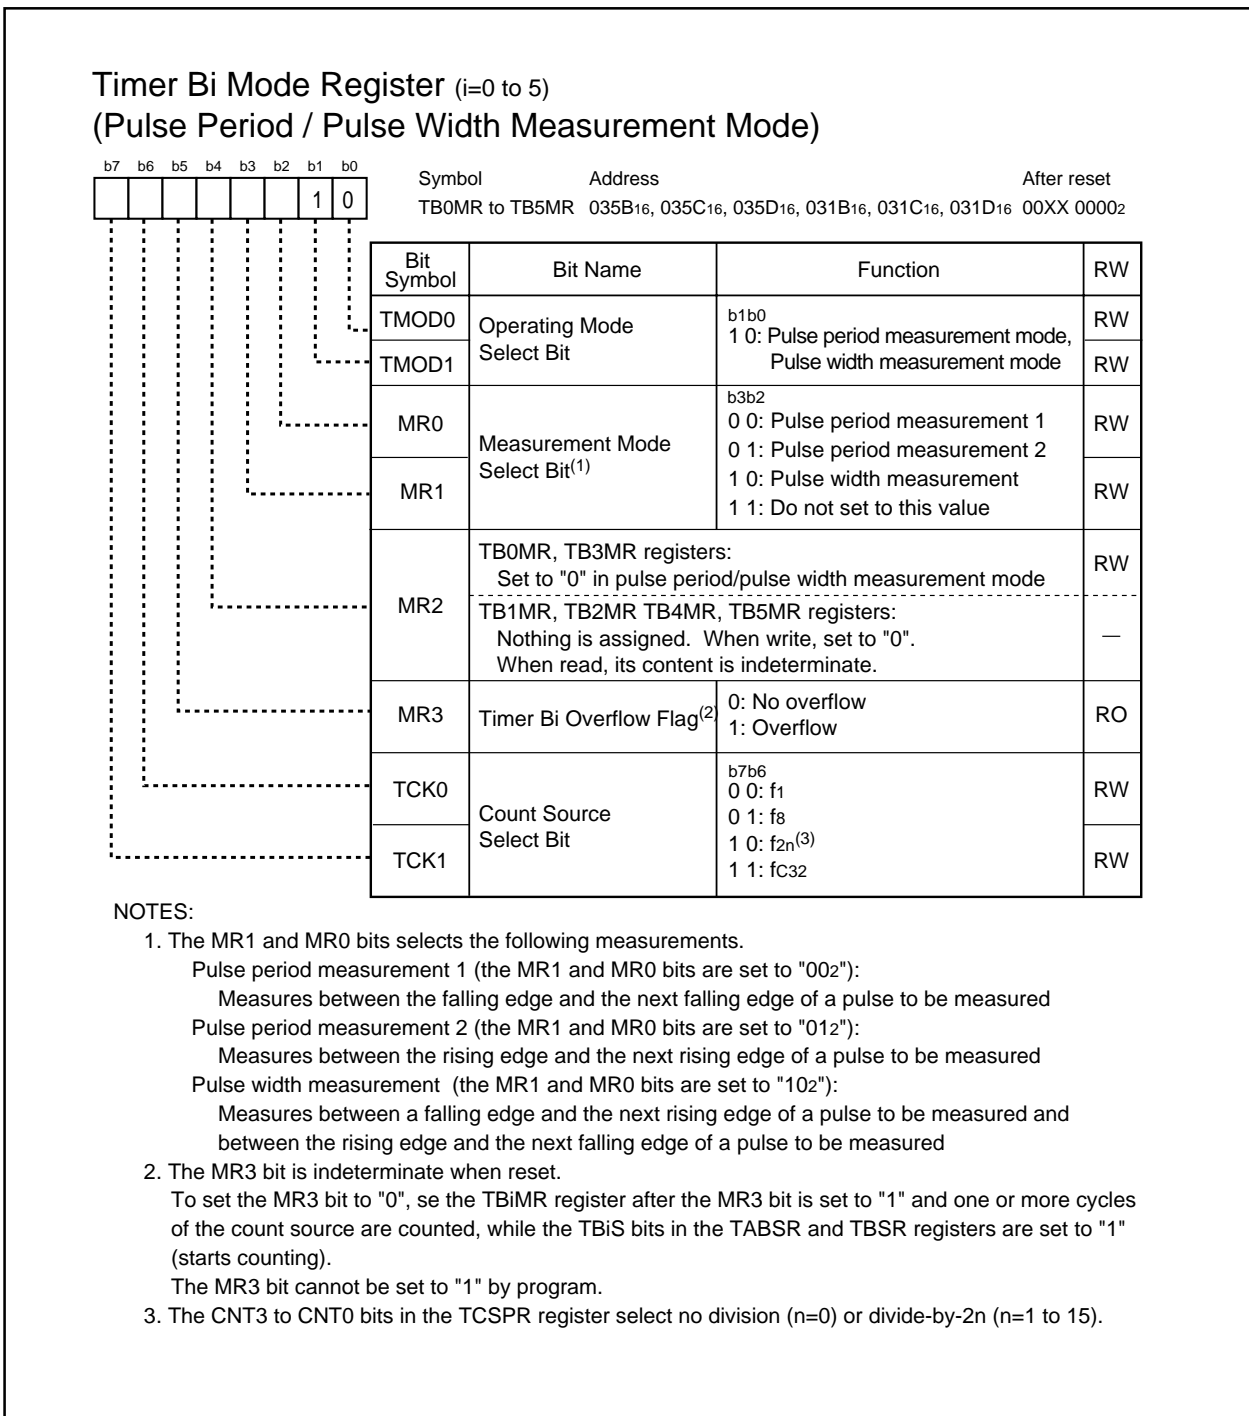 Timer Bi Mode Register (i=0 to 5)
(Pulse Period / Pulse Width Measurement Mode)
b7 b6 b5 b4 b3 b2 b1 b0
1 0
Symbol Address After reset
TB0MR to TB5MR 035B16, 035C16, 035D16, 031B16, 031C16, 031D16 00XX 00002
Bit Symbol Bit Name Function RW
TMOD0 Operating Mode Select Bit b1b0 RW
1 0: Pulse period measurement mode,
TMOD1 Pulse width measurement mode RW
b3b2
MR0 0 0: Pulse period measurement 1 RW
Measurement Mode 0 1: Pulse period measurement 2
Select Bit(1) 1 0: Pulse width measurement
MR1 1 1: Do not set to this value RW
MR2
TB0MR, TB3MR registers:
Set to "0" in pulse period/pulse width measurement mode RW
TB1MR, TB2MR TB4MR, TB5MR registers:
Nothing is assigned. When write, set to "0". —
When read, its content is indeterminate.
MR3 Timer Bi Overflow Flag(2) 0: No overflow RO
1: Overflow
b7b6
TCK0 0 0: f1 RW
Count Source 0 1: f8
Select Bit 1 0: f2n(3)
TCK1 1 1: fC32 RW
NOTES:
1. The MR1 and MR0 bits selects the following measurements.
Pulse period measurement 1 (the MR1 and MR0 bits are set to "002"):
Measures between the falling edge and the next falling edge of a pulse to be measured
Pulse period measurement 2 (the MR1 and MR0 bits are set to "012"):
Measures between the rising edge and the next rising edge of a pulse to be measured
Pulse width measurement (the MR1 and MR0 bits are set to "102"):
Measures between a falling edge and the next rising edge of a pulse to be measured and
between the rising edge and the next falling edge of a pulse to be measured
2. The MR3 bit is indeterminate when reset.
To set the MR3 bit to "0", se the TBiMR register after the MR3 bit is set to "1" and one or more cycles
of the count source are counted, while the TBiS bits in the TABSR and TBSR registers are set to "1"
(starts counting).
The MR3 bit cannot be set to "1" by program.
3. The CNT3 to CNT0 bits in the TCSPR register select no division (n=0) or divide-by-2n (n=1 to 15).